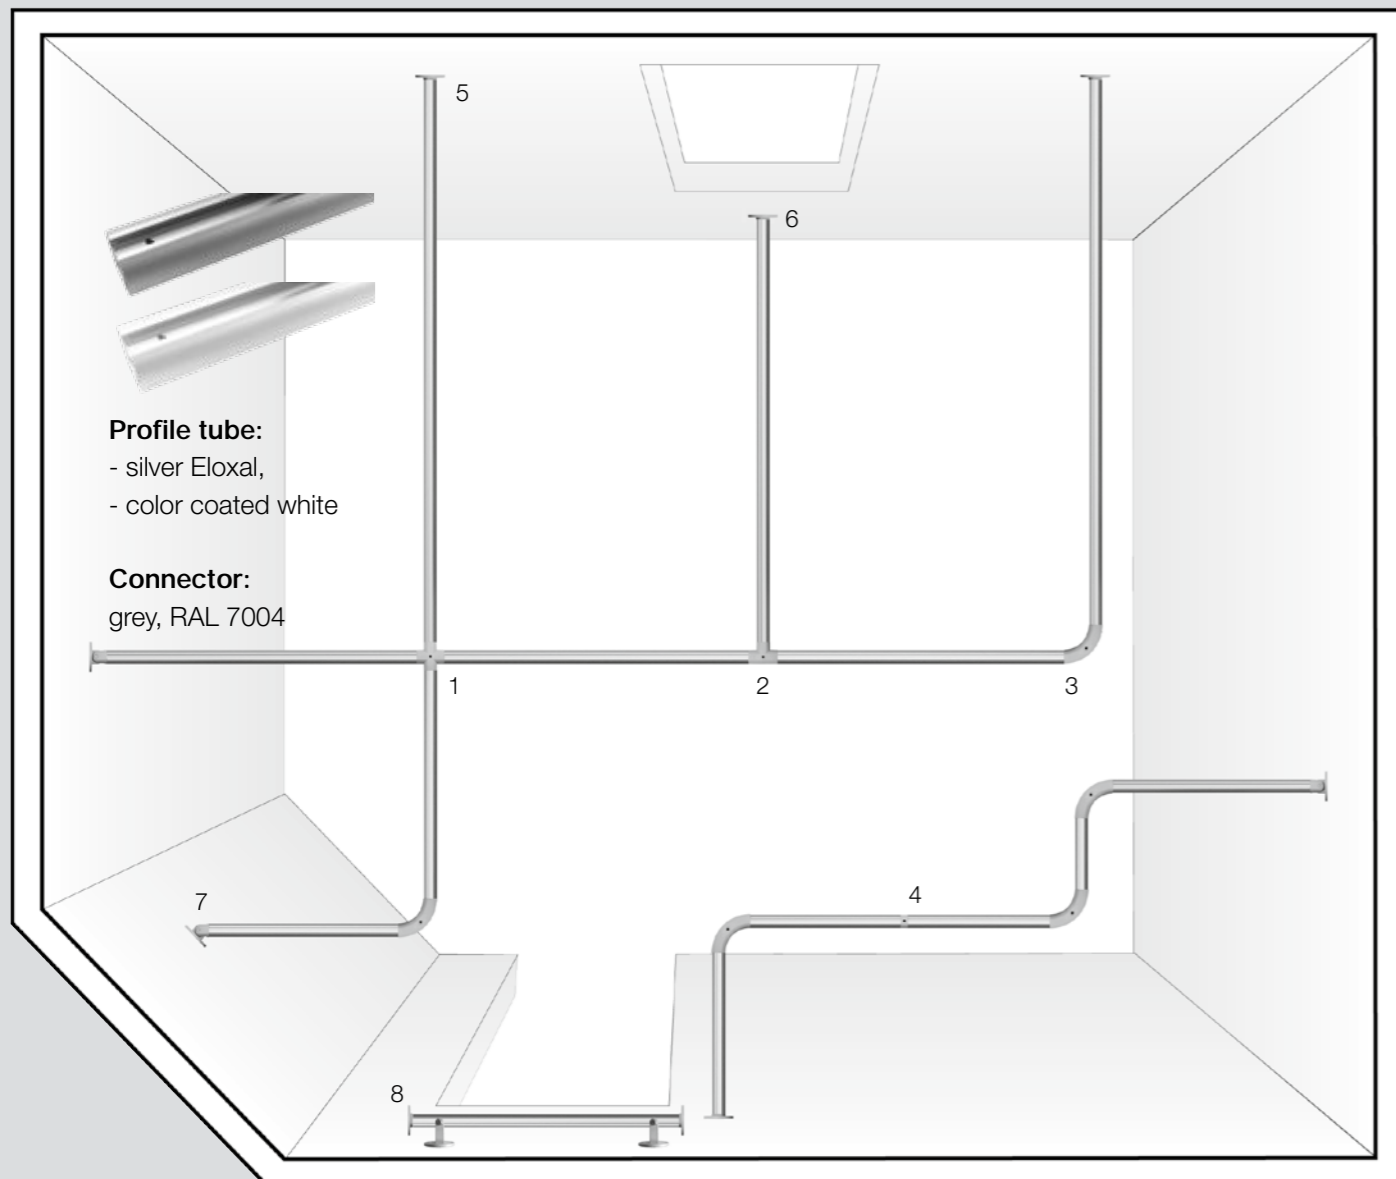 5
6
Profile tube:
- silver Eloxal,
- color coated white
Connector:
grey, RAL 7004
1
2
3
7
4
8